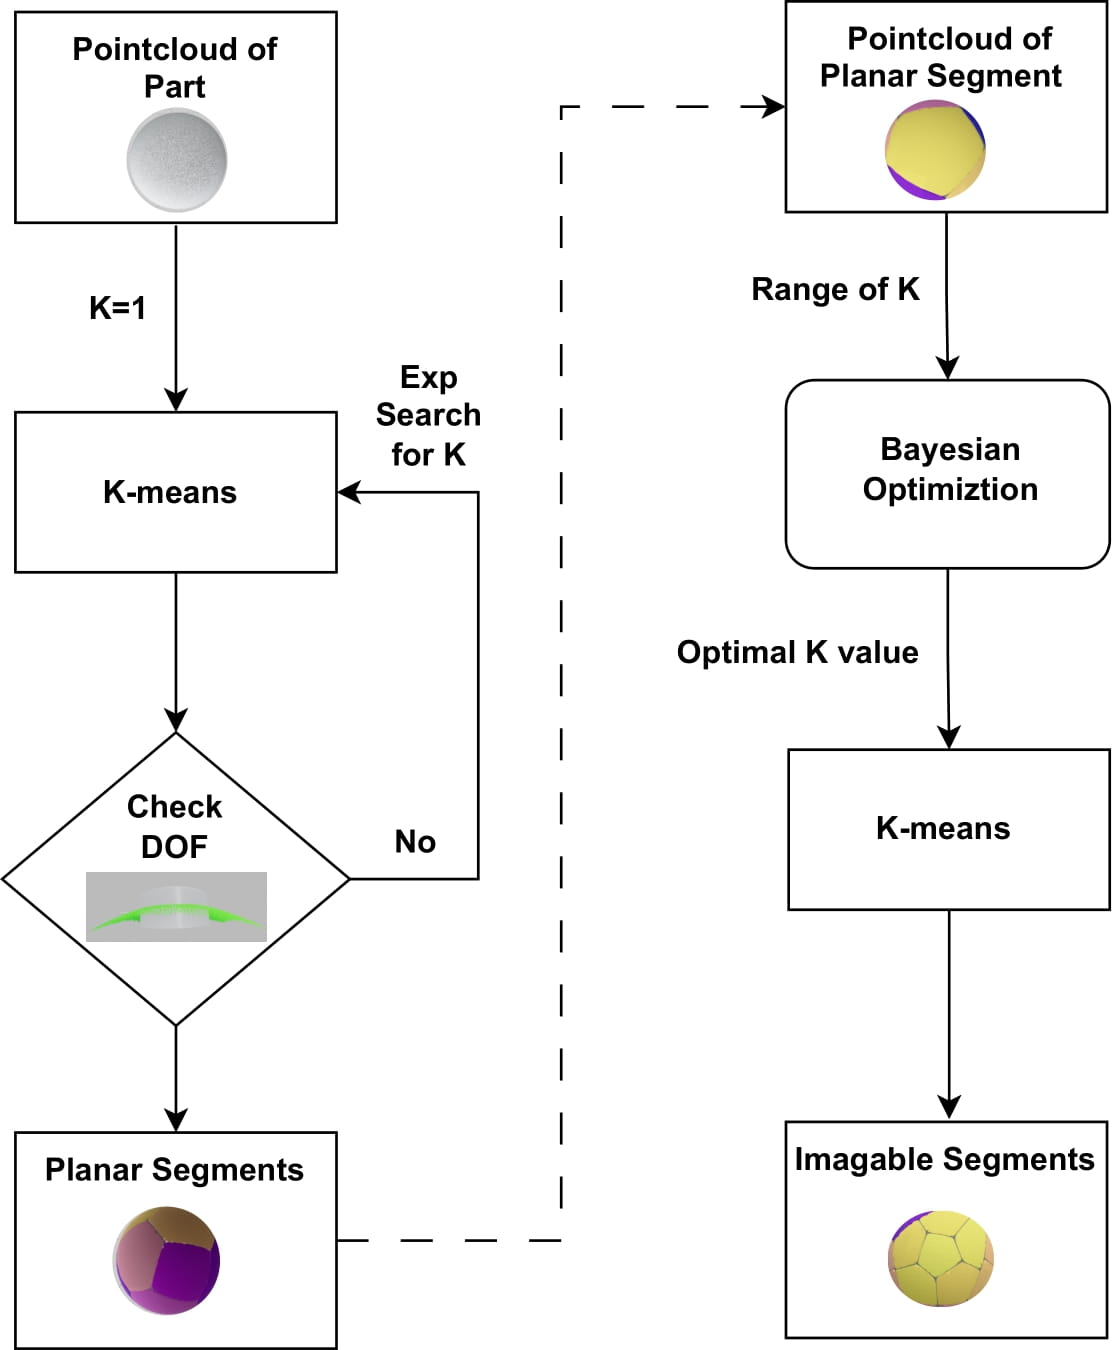 Pointcloud of
Part
K=1
K-means
Exp
Search
for K
Check
DOF
No
Planar Segments
Pointcloud of
Planar Segment
Range of K
Bayesian
Optimiztion
Optimal K value
K-means
Imagable Segments